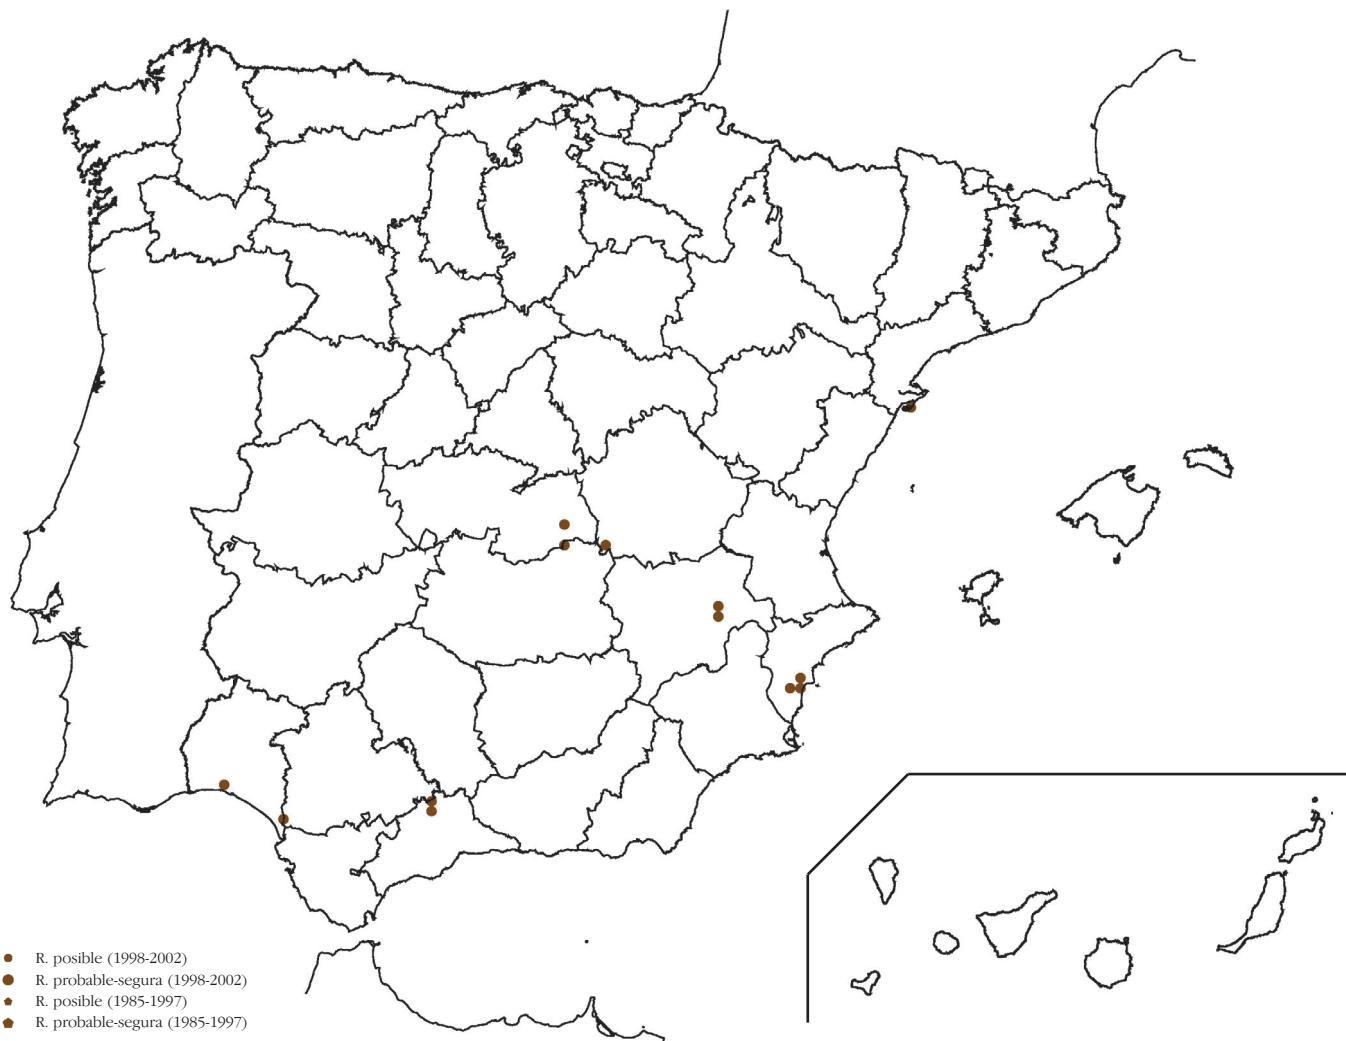 R. posible (1998-2002)
R. probable-segura (1998-2002)
R. posible (1985-1997)
R. probable-segura (1985-1997)